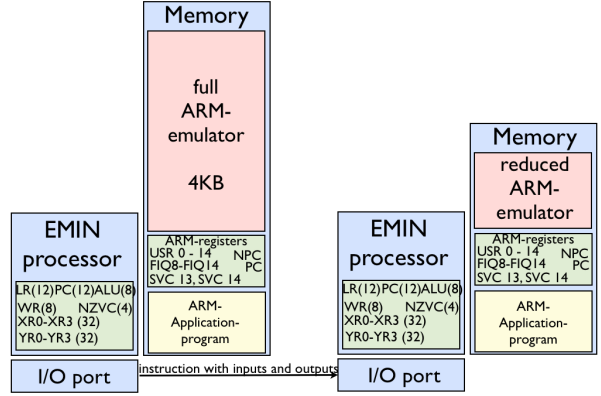 Memory
full
ARM-
emulator
4KB
EMIN
processor
LR(12)PC(12)ALU(8)
WR(8) NZVC(4)
XR0-XR3 (32)
YR0-YR3 (32)
ARM-registers
USR 0 - 14 NPC
FIQ8-FIQ14 PC
SVC 13, SVC 14
ARM-
Application-
program
I/O port
instruction with inputs and outputs
Memory
reduced
ARM-
emulator
EMIN
processor
LR(12)PC(12)ALU(8)
WR(8) NZVC(4)
XR0-XR3 (32)
YR0-YR3 (32)
ARM-registers
USR 0 - 14 NPC
FIQ8-FIQ14 PC
SVC 13, SVC 14
ARM-
Application-
program
I/O port